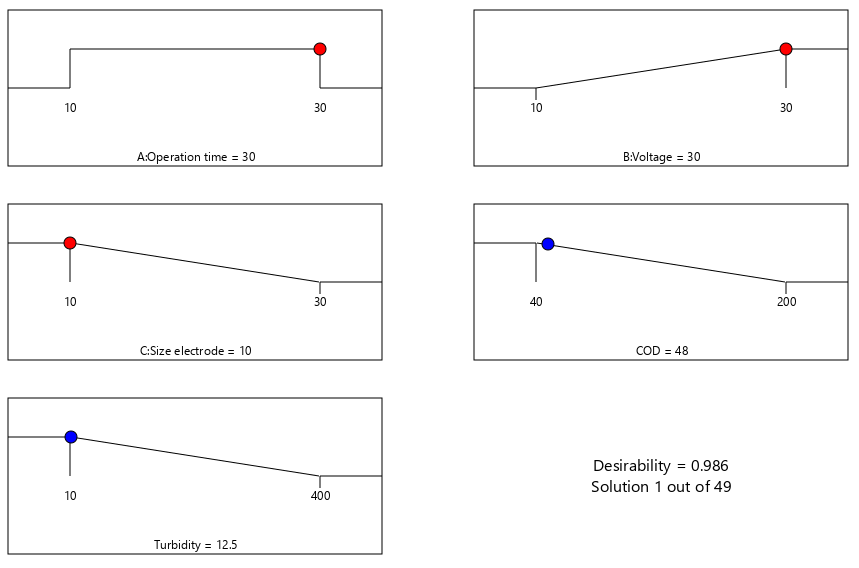 10 30
A:Operation time = 30
10 30
B:Voltage = 30
10 30
C:Size electrode = 10
40 200
COD = 48
10 400
Turbidity = 12.5
Desirability = 0.986
Solution 1 out of 49